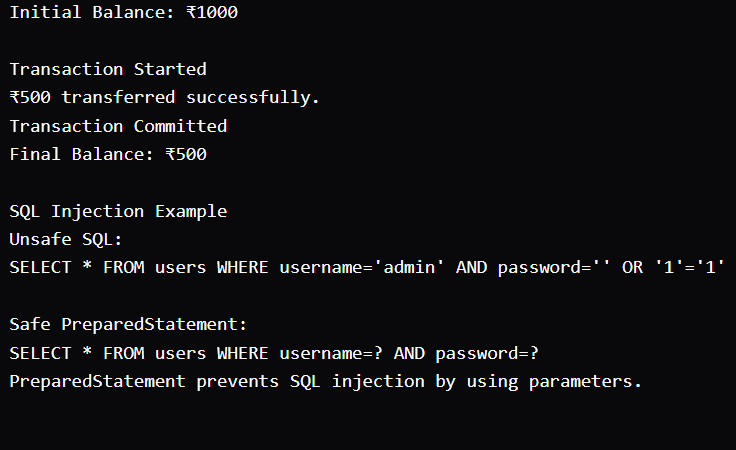 Initial Balance: ₹1000
Transaction Started
₹500 transferred successfully.
Transaction Committed
Final Balance: ₹500
SQL Injection Example
Unsafe SQL:
SELECT * FROM users WHERE username='admin' AND password='' OR '1'='1'
Safe PreparedStatement:
SELECT * FROM users WHERE username=? AND password=?
PreparedStatement prevents SQL injection by using parameters.